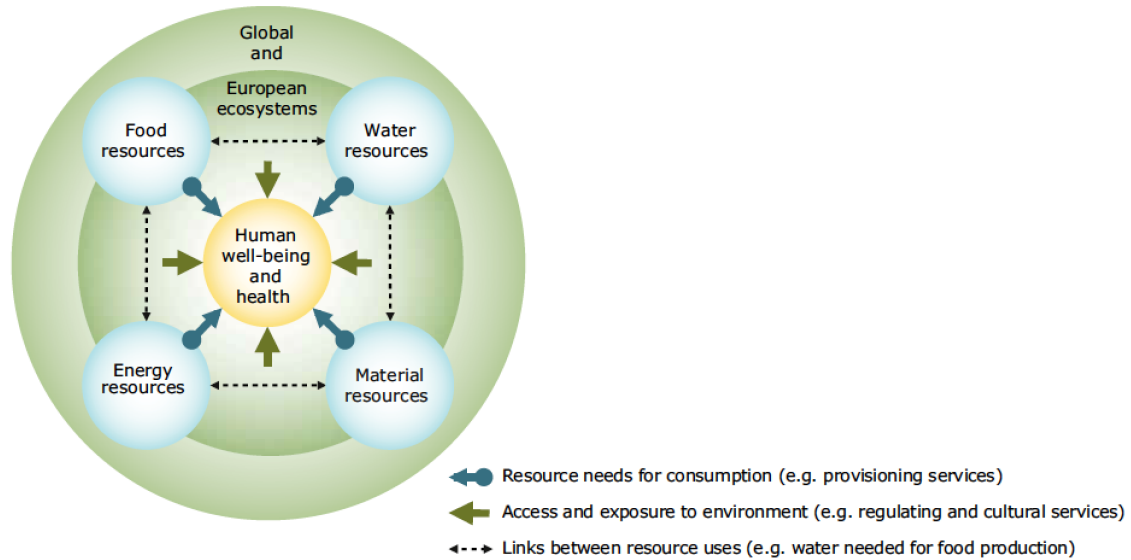 Global
and
European
ecosystems
Food
resources
Water
resources
Human
well-being
and
health
Energy
resources
Material
resources
Resource needs for consumption (e.g. provisioning services)
Access and exposure to environment (e.g. regulating and cultural services)
Links between resource uses (e.g. water needed for food production)